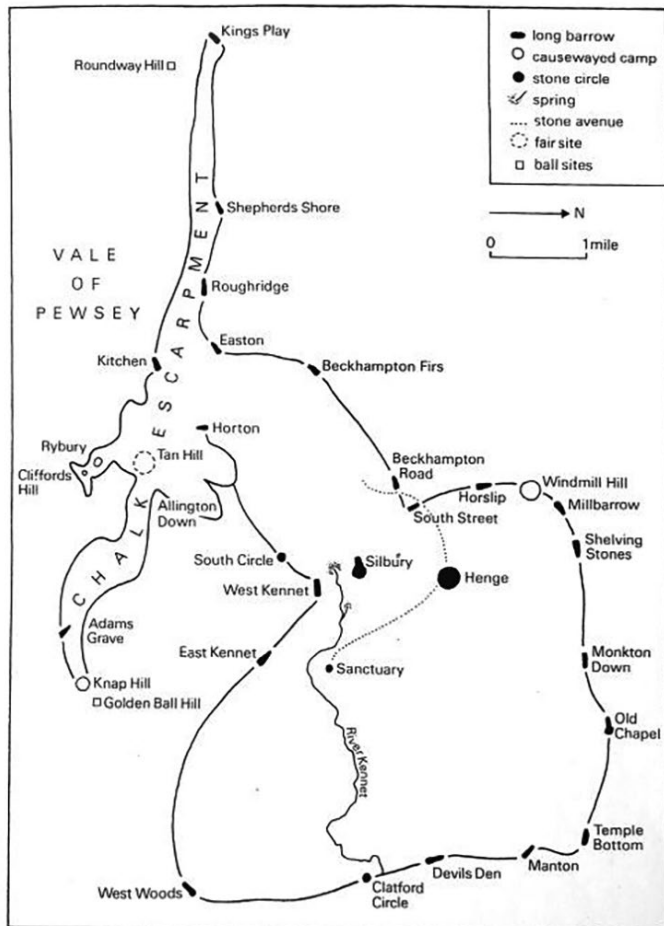 Kings Play
Roundway Hill
long barrow
causewayed camp
stone circle
spring
stone avenue
fair site
ball sites
N
0 1mile
Shepherds Shore
VALE
OF
PEWSEY
CHALK ESCARPMENT
Roughridge
Easton
Kitchen
Beckhampton Firs
Horton
Rybury
Tan Hill
Cliffords
Hill
Beckhampton
Road
Windmill Hill
Horslip
Millbarrow
South Street
Allington
Down
Shelving
Stones
South Circle
Silbury
Henge
West Kennet
Adams
Grave
East Kennet
Monkton
Down
Sanctuary
Knap Hill
Golden Ball Hill
Old
Chapel
River Kennet
Temple
Bottom
Manton
Devils Den
West Woods
Clatford
Circle